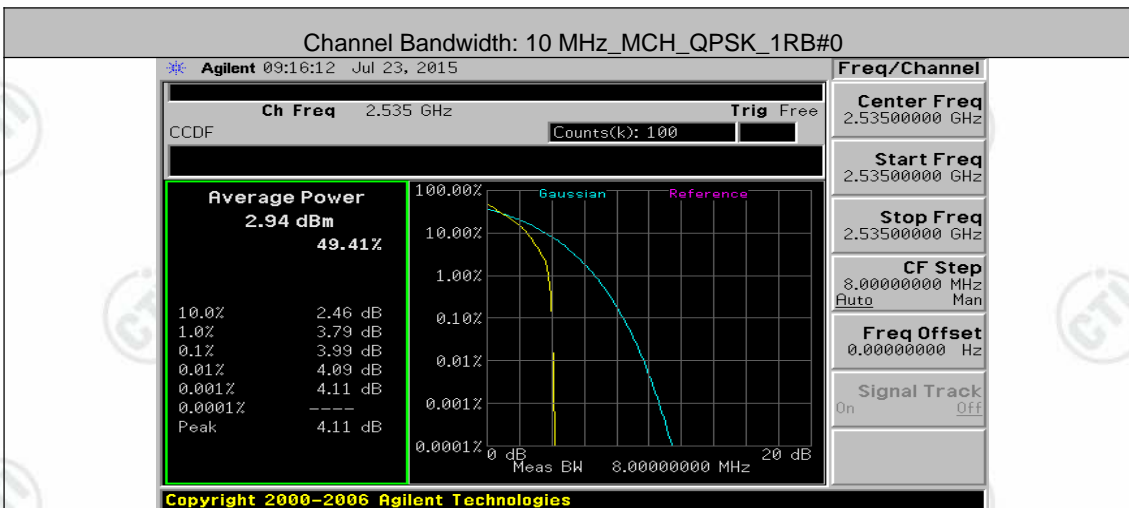 Channel Bandwidth: 10 MHz_MCH_QPSK_1RB#0
Agilent 09:16:12 Jul 23, 2015
Freq/Channel
Ch Freq 2.535 GHz Trig Free
CCDF Counts(k): 100
Center Freq
2.53500000 GHz
Start Freq
2.53500000 GHz
Stop Freq
2.53500000 GHz
CF Step
8.00000000 MHz
Auto Man
Freq Offset
0.00000000 Hz
Signal Track
On Off
Average Power
2.94 dBm
49.41%
10.0% 2.46 dB
1.0% 3.79 dB
0.1% 3.99 dB
0.01% 4.09 dB
0.001% 4.11 dB
0.0001% ----
Peak 4.11 dB
Gaussian Reference
100.00%
10.00%
1.00%
0.10%
0.01%
0.001%
0.0001%
0 dB 20 dB
Meas BW 8.00000000 MHz
Copyright 2000-2006 Agilent Technologies
CTI
CTI